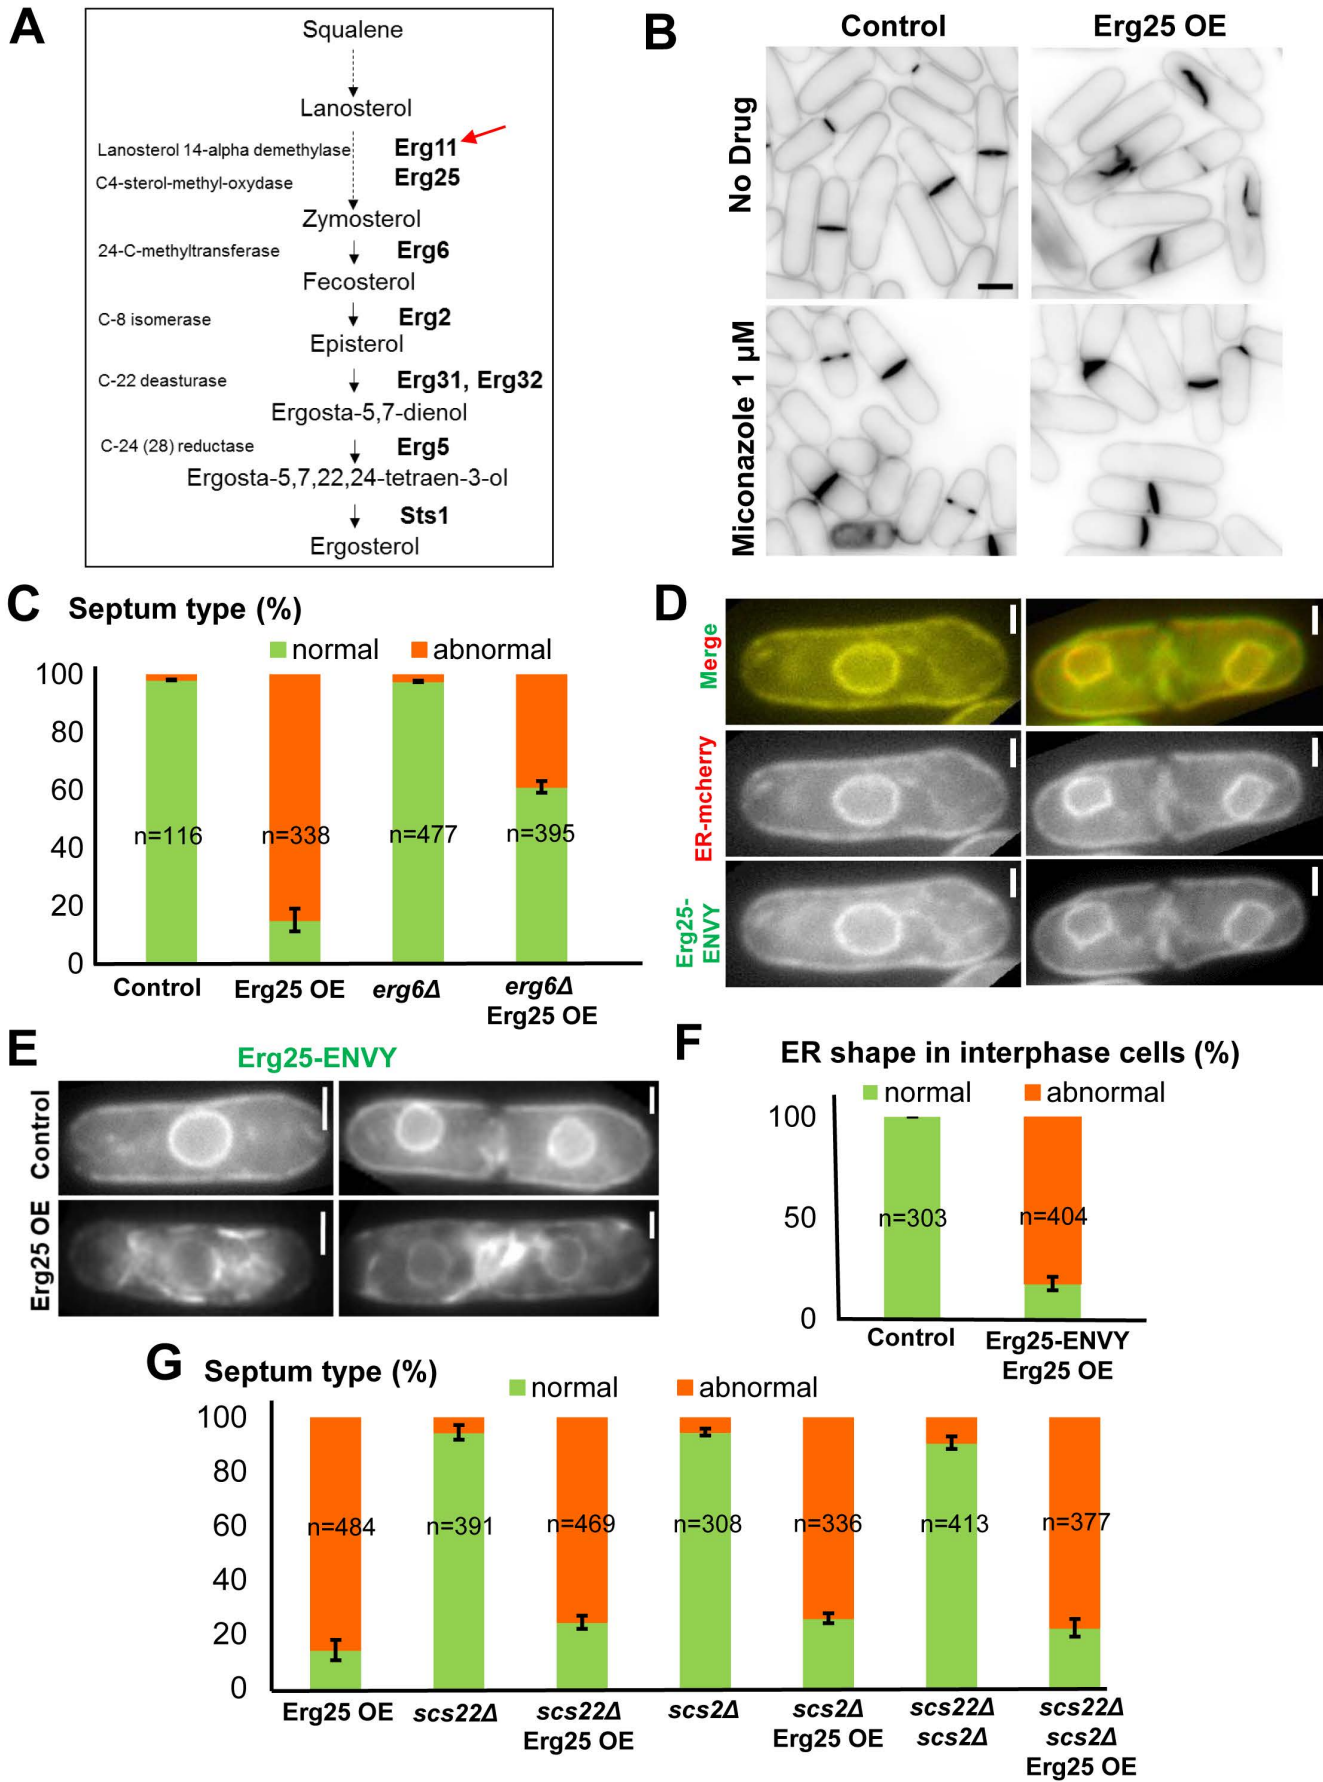 A
Squalene
Lanosterol
Lanosterol 14-alpha demethylase
Erg11
C4-sterol-methyl-oxydase
Erg25
Zymosterol
24-C-methyltransferase
Erg6
Fecosterol
C-8 isomerase
Erg2
Episterol
C-22 deasturase
Erg31, Erg32
Ergosta-5,7-dienol
C-24 (28) reductase
Erg5
Ergosta-5,7,22,24-tetraen-3-ol
Sts1
Ergosterol
B
Control
Erg25 OE
No Drug
Miconazole 1 µM
C
Septum type (%)
normal
abnormal
100
80
60
40
20
0
n=116
n=338
n=477
n=395
Control
Erg25 OE
erg6Δ
erg6Δ
Erg25 OE
D
Merge
ER-mcherry
Erg25-
ENVY
E
Erg25-ENVY
Control
Erg25 OE
F
ER shape in interphase cells (%)
normal
abnormal
100
50
0
n=303
n=404
Control
Erg25-ENVY
Erg25 OE
G
Septum type (%)
normal
abnormal
100
80
60
40
20
0
n=484
n=391
n=469
n=308
n=336
n=413
n=377
Erg25 OE
scs22Δ
scs22Δ
Erg25 OE
scs2Δ
scs2Δ
Erg25 OE
scs22Δ
scs2Δ
scs22Δ
scs2Δ
Erg25 OE